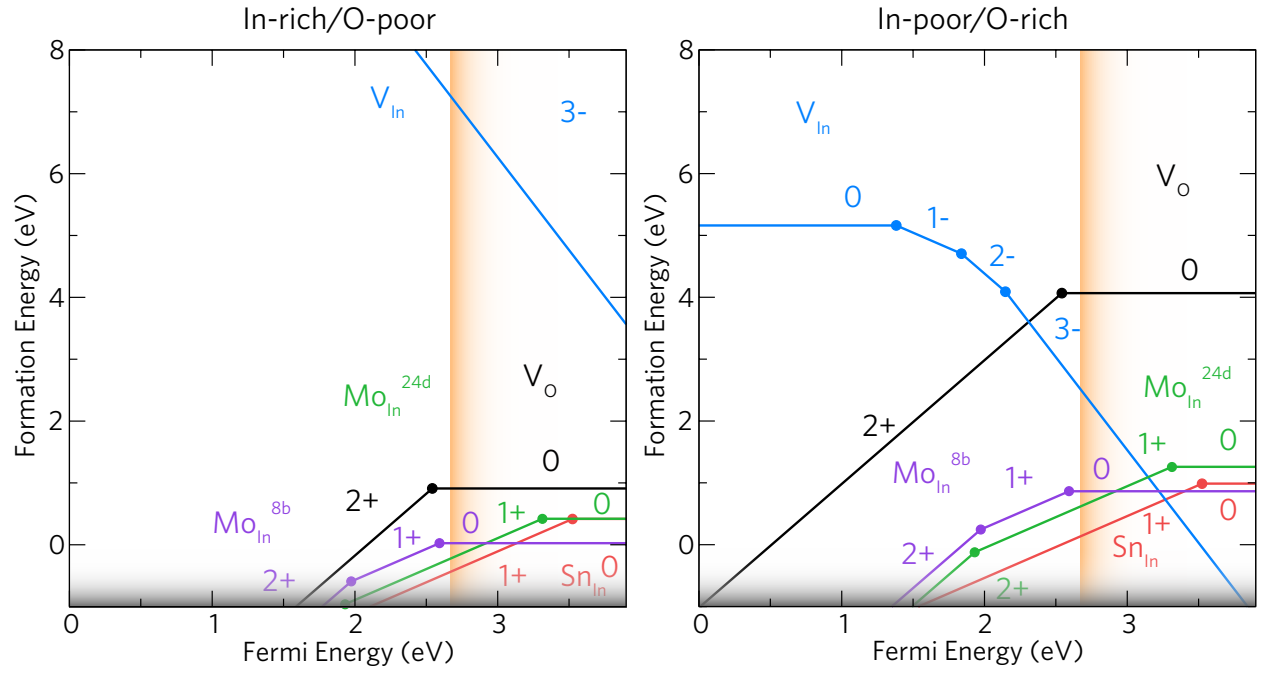 In-rich/O-poor
8
6
4
2
0
Formation Energy (eV)
V_In
3-
Mo_In^24d
V_O
0
2+
Mo_In^8b
1+
0
1+
0
2+
1+
Sn_In
0
0
1
2
3
Fermi Energy (eV)
In-poor/O-rich
8
6
4
2
0
Formation Energy (eV)
V_In
V_O
0
1-
2-
0
3-
Mo_In^24d
2+
1+
0
Mo_In^8b
1+
0
1+
0
2+
Sn_In
2+
0
1
2
3
Fermi Energy (eV)